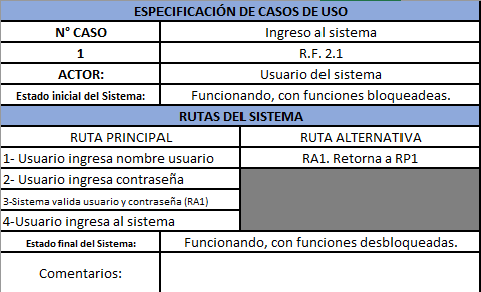 ESPECIFICACIÓN DE CASOS DE USO
N° CASO Ingreso al sistema
1 R.F. 2.1
ACTOR: Usuario del sistema
Estado inicial del Sistema: Funcionando, con funciones bloqueadeas.
RUTAS DEL SISTEMA
RUTA PRINCIPAL RUTA ALTERNATIVA
1- Usuario ingresa nombre usuario RA1. Retorna a RP1
2- Usuario ingresa contraseña
3-Sistema valida usuario y contraseña (RA1)
4-Usuario ingresa al sistema
Estado final del Sistema: Funcionando, con funciones desbloqueadas.
Comentarios: